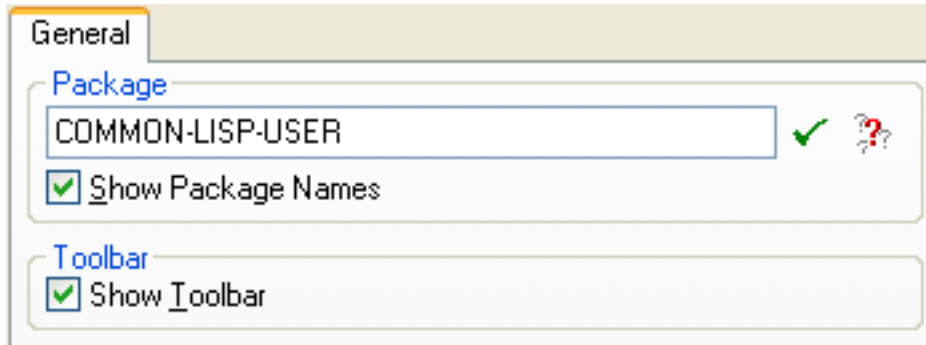 General
Package
COMMON-LISP-USER
Show Package Names
Toolbar
Show Toolbar